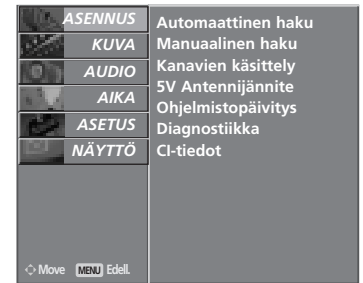 ASENNUS
KUVA
AUDIO
AIKA
ASETUS
NÄYTTÖ
Automaattinen haku
Manuaalinen haku
Kanavien käsittely
5V Antennijännite
Ohjelmistopäivitys
Diagnostiikka
CI-tiedot
Move MENU Edell.